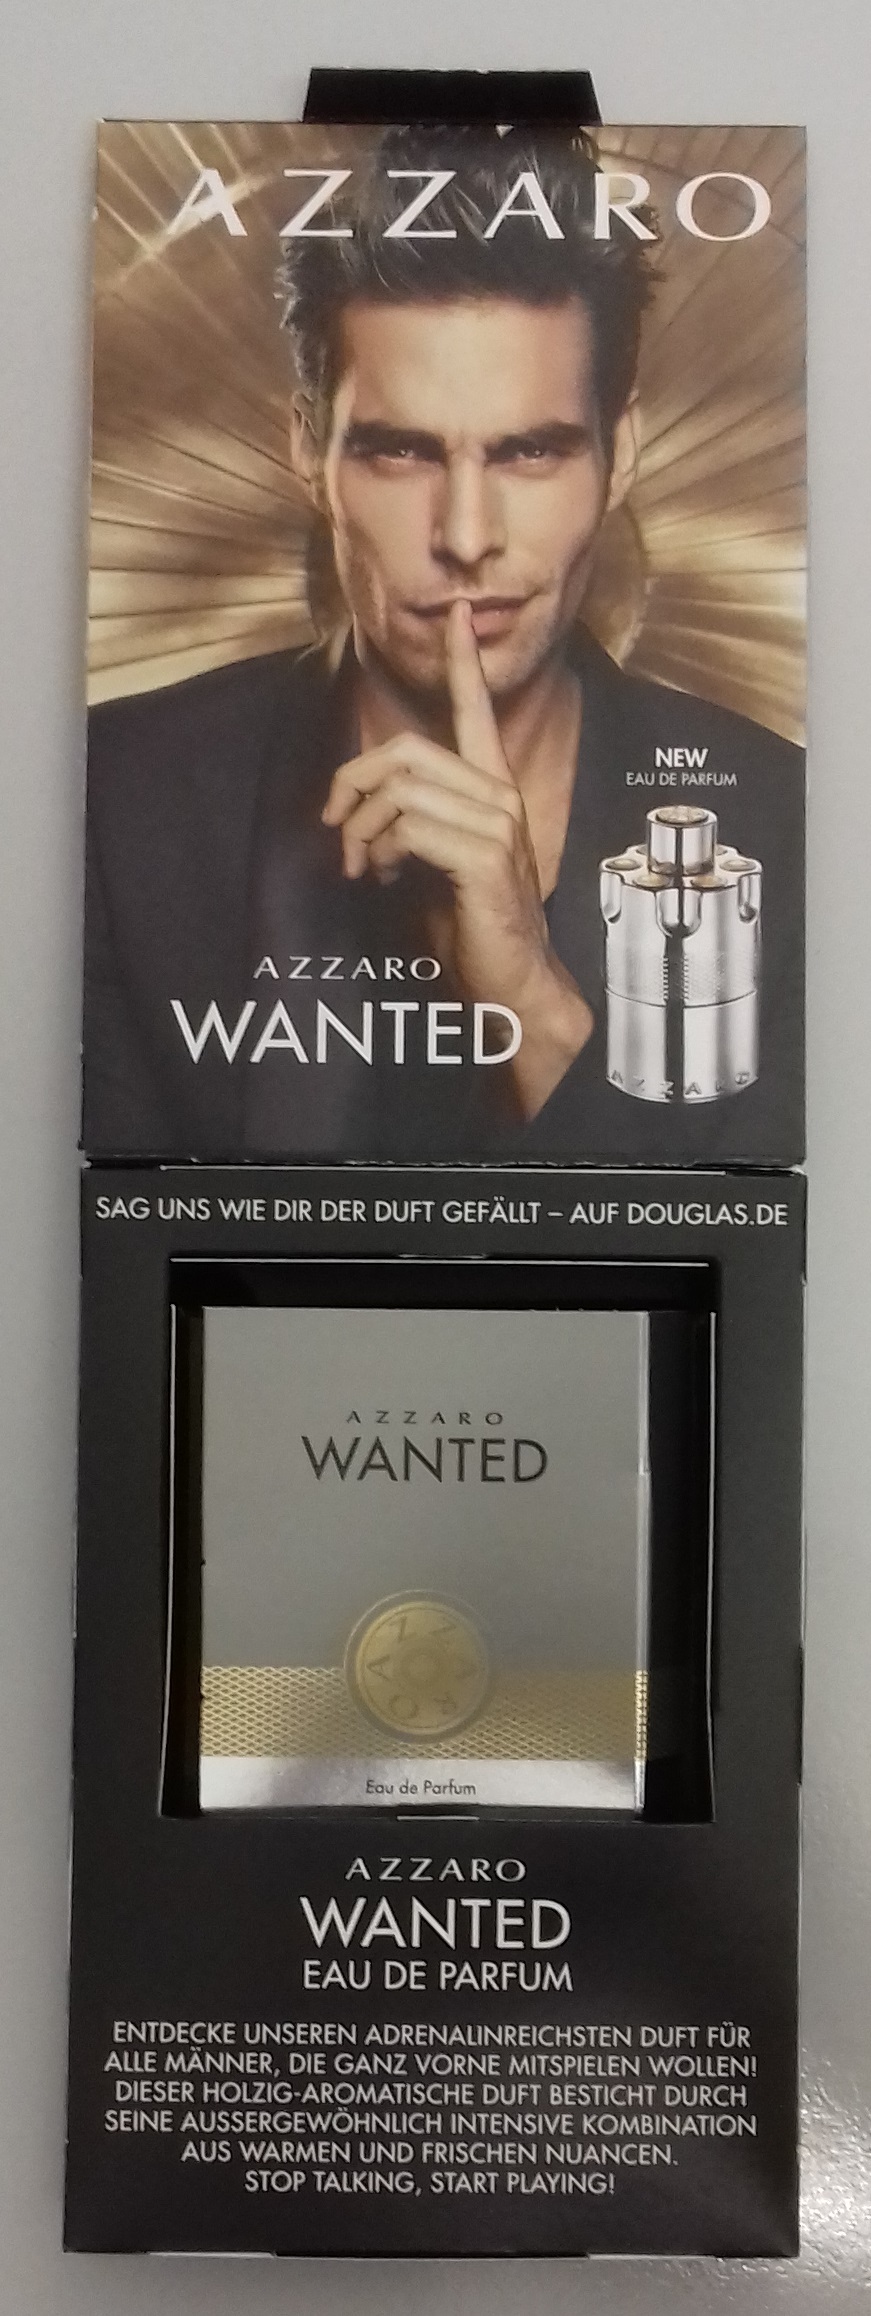 AZZARO
NEW
EAU DE PARFUM
AZZARO
WANTED
AZZARO
SAG UNS WIE DIR DER DUFT GEFÄLLT – AUF DOUGLAS.DE
AZZARO
WANTED
AZZARO
Eau de Parfum
AZZARO
WANTED
EAU DE PARFUM
ENTDECKE UNSEREN ADRENALINREICHSTEN DUFT FÜR
ALLE MÄNNER, DIE GANZ VORNE MITSPIELEN WOLLEN!
DIESER HOLZIG-AROMATISCHE DUFT BESTICHT DURCH
SEINE AUSSERGEWÖHNLICH INTENSIVE KOMBINATION
AUS WARMEN UND FRISCHEN NUANCEN.
STOP TALKING, START PLAYING!